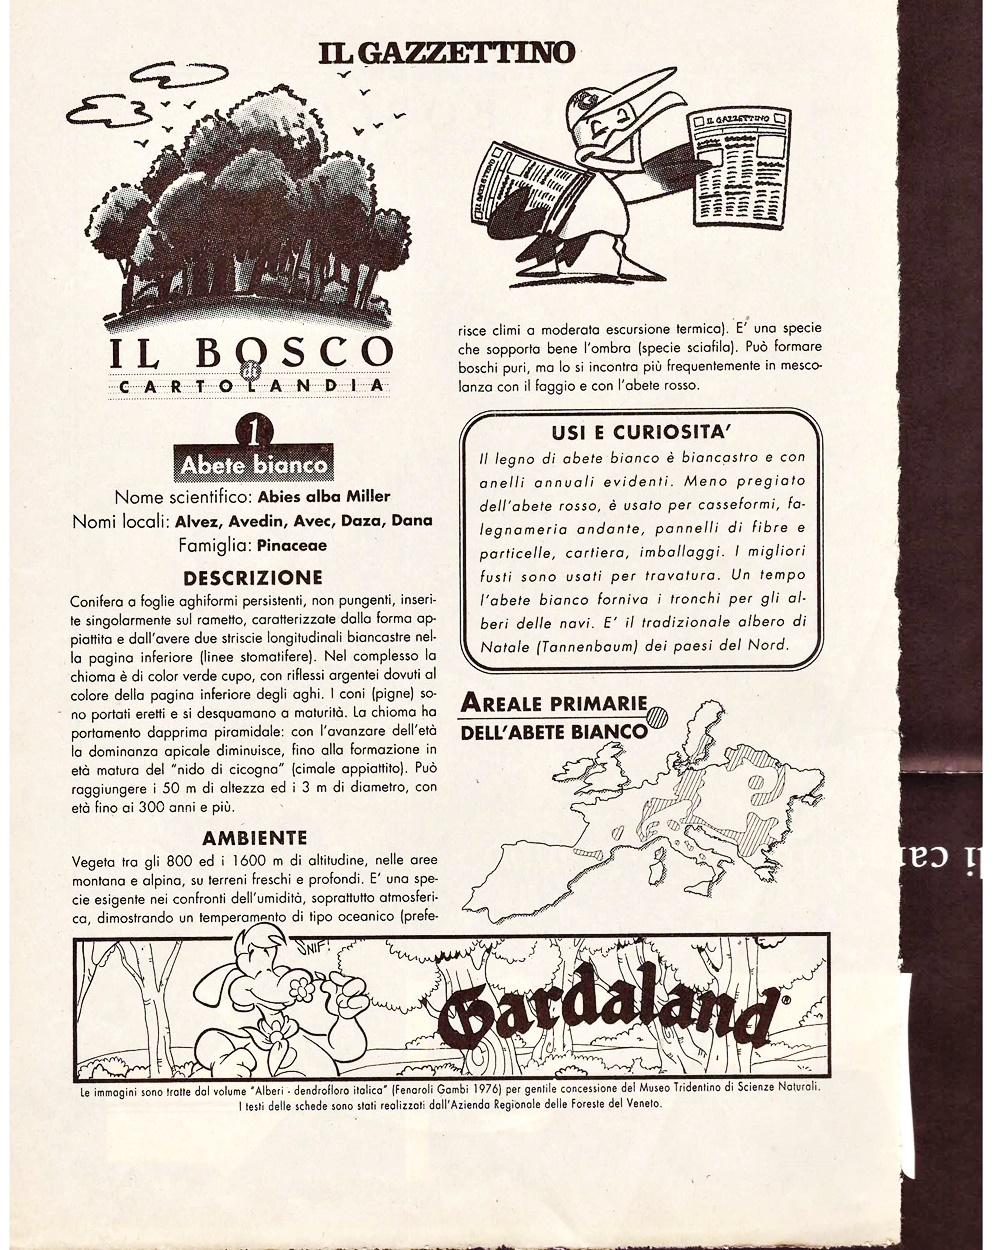 IL GAZZETTINO
IL GAZZETTINO
IL GAZZETTINO
IL BOSCO
di
CARTOLANDIA
1
Abete bianco
Nome scientifico: Abies alba Miller
Nomi locali: Alvez, Avedin, Avec, Daza, Dana
Famiglia: Pinaceae
DESCRIZIONE
Conifera a foglie aghiformi persistenti, non pungenti, inseri-
te singolarmente sul rametto, caratterizzate dalla forma ap-
piattita e dall'avere due striscie longitudinali biancastre nel-
la pagina inferiore (linee stomatifere). Nel complesso la
chioma è di color verde cupo, con riflessi argentei dovuti al
colore della pagina inferiore degli aghi. I coni (pigne) so-
no portati eretti e si desquamano a maturità. La chioma ha
portamento dapprima piramidale: con l'avanzare dell'età
la dominanza apicale diminuisce, fino alla formazione in
età matura del "nido di cicogna" (cimale appiattito). Può
raggiungere i 50 m di altezza ed i 3 m di diametro, con
età fino ai 300 anni e più.
AMBIENTE
Vegeta tra gli 800 ed i 1600 m di altitudine, nelle aree
montana e alpina, su terreni freschi e profondi. E' una spe-
cie esigente nei confronti dell'umidità, soprattutto atmosferi-
ca, dimostrando un temperamento di tipo oceanico (prefe-
risce climi a moderata escursione termica). E' una specie
che sopporta bene l'ombra (specie sciafila). Può formare
boschi puri, ma lo si incontra più frequentemente in mesco-
lanza con il faggio e con l'abete rosso.
USI E CURIOSITA'
Il legno di abete bianco è biancastro e con
anelli annuali evidenti. Meno pregiato
dell'abete rosso, è usato per casseformi, fa-
legnameria andante, pannelli di fibre e
particelle, cartiera, imballaggi. I migliori
fusti sono usati per travatura. Un tempo
l'abete bianco forniva i tronchi per gli al-
beri delle navi. E' il tradizionale albero di
Natale (Tannenbaum) dei paesi del Nord.
AREALE PRIMARIE
DELL'ABETE BIANCO
SNIF!
Gardaland®
Le immagini sono tratte dal volume "Alberi - dendroflora italica" (Fenaroli Gambi 1976) per gentile concessione del Museo Tridentino di Scienze Naturali.
I testi delle schede sono stati realizzati dall'Azienda Regionale delle Foreste del Veneto.
di car